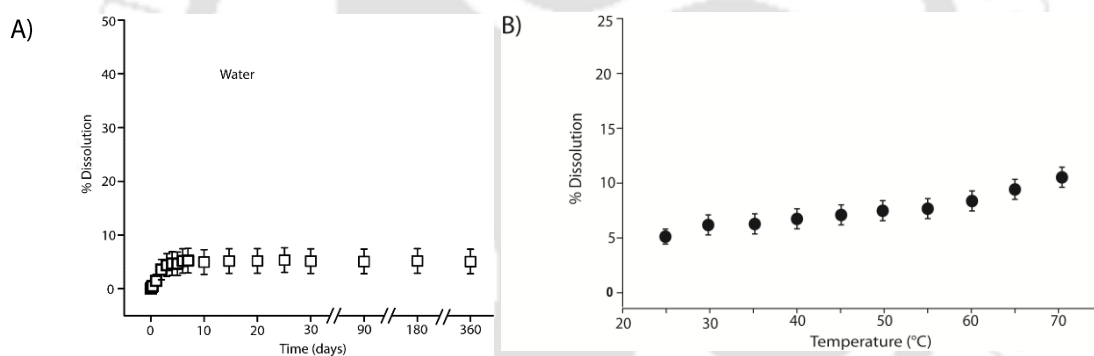 A)
50
40
30
20
10
0
% Dissolution
Water
0 10 20 30 90 180 360
Time (days)
B)
25
20
15
10
5
0
% Dissolution
20 30 40 50 60 70
Temperature (°C)